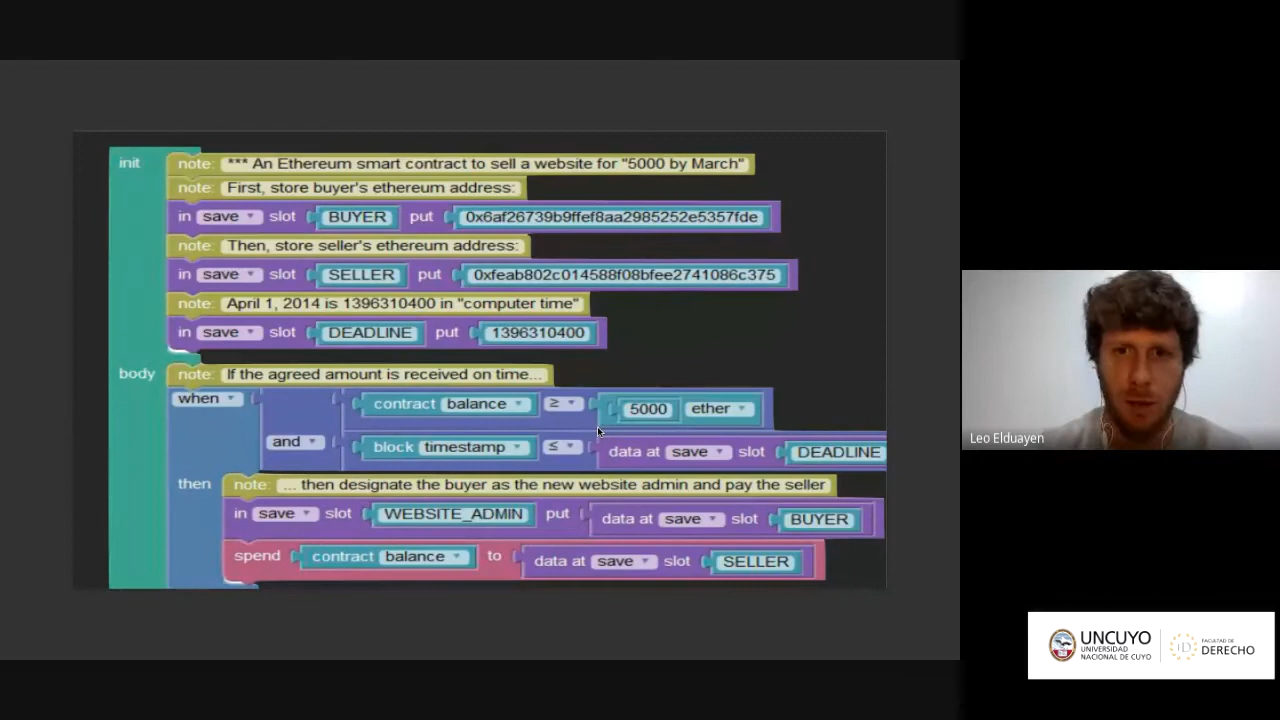 init
note: *** An Ethereum smart contract to sell a website for "5000 by March"
note: First, store buyer's ethereum address:
in save slot BUYER put 0x6af26739b9ffef8aa2985252e5357fde
note: Then, store seller's ethereum address:
in save slot SELLER put 0xfeab802c014588f08bfee2741086c375
note: April 1, 2014 is 1396310400 in "computer time"
in save slot DEADLINE put 1396310400
body
note: If the agreed amount is received on time...
when contract balance ≥ 5000 ether
and block timestamp ≤ data at save slot DEADLINE
then note: ... then designate the buyer as the new website admin and pay the seller
in save slot WEBSITE_ADMIN put data at save slot BUYER
spend contract balance to data at save slot SELLER
Leo Elduayen
UNCUYO
UNIVERSIDAD
NACIONAL DE CUYO
FACULTAD DE
DERECHO